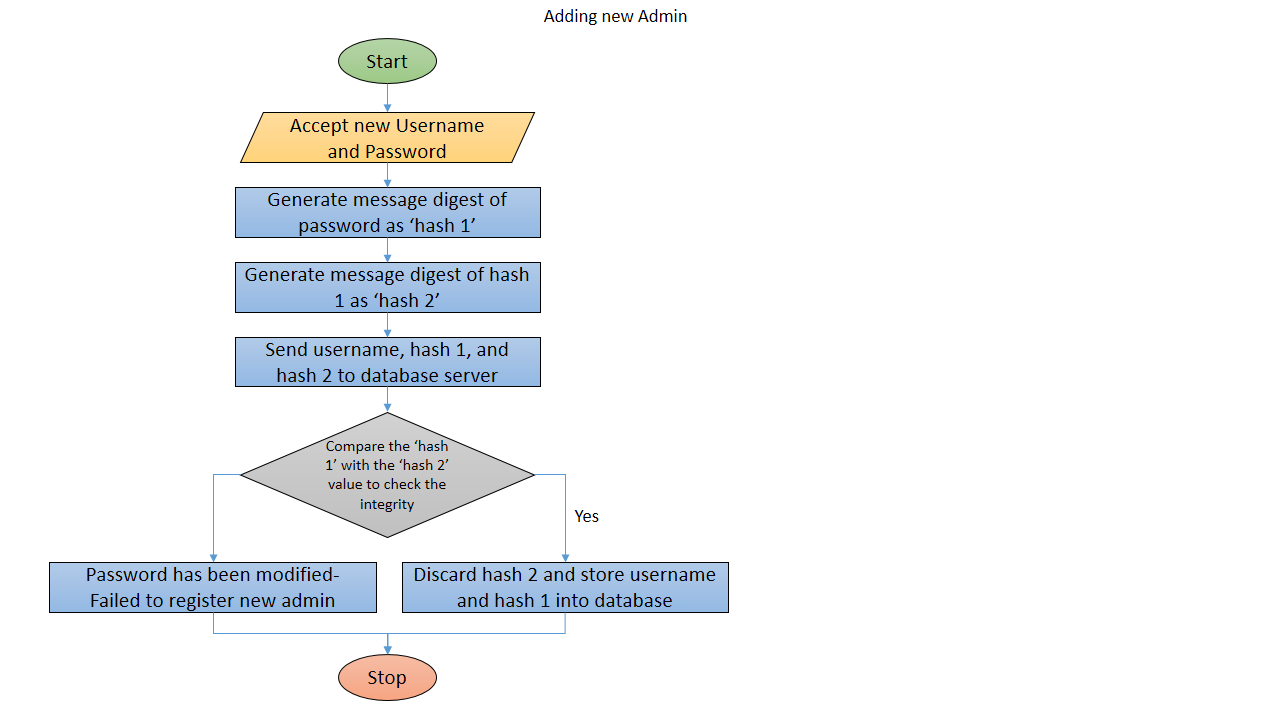 Adding new Admin
Start
Accept new Username
and Password
Generate message digest of
password as ‘hash 1’
Generate message digest of hash
1 as ‘hash 2’
Send username, hash 1, and
hash 2 to database server
Compare the ‘hash
1’ with the ‘hash 2’
value to check the
integrity
Yes
Password has been modified-
Failed to register new admin
Discard hash 2 and store username
and hash 1 into database
Stop